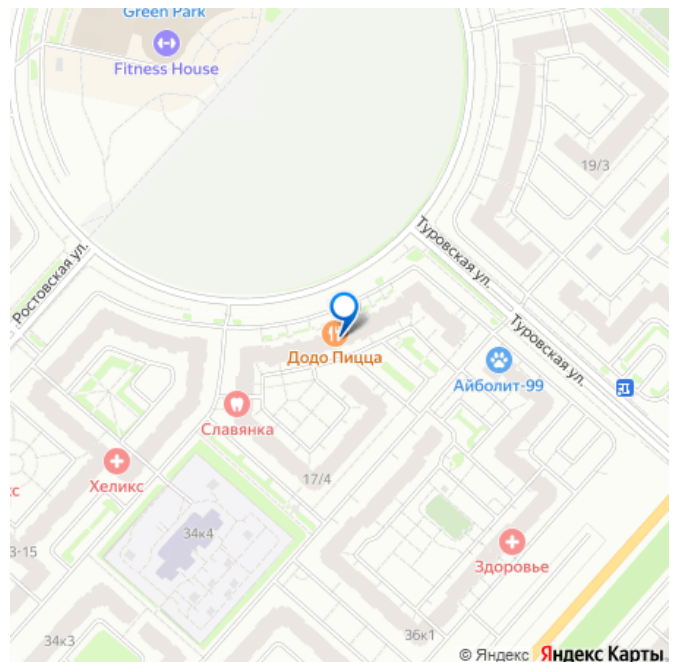 Green Park
Fitness House
19/3
Туровская ул.
Ростовская ул.
Туровская ул.
Додо Пицца
Айболит-99
Славянка
17/4
Хеликс
34к4
Здоровье
34к3
36к1
© Яндекс Яндекс Карты